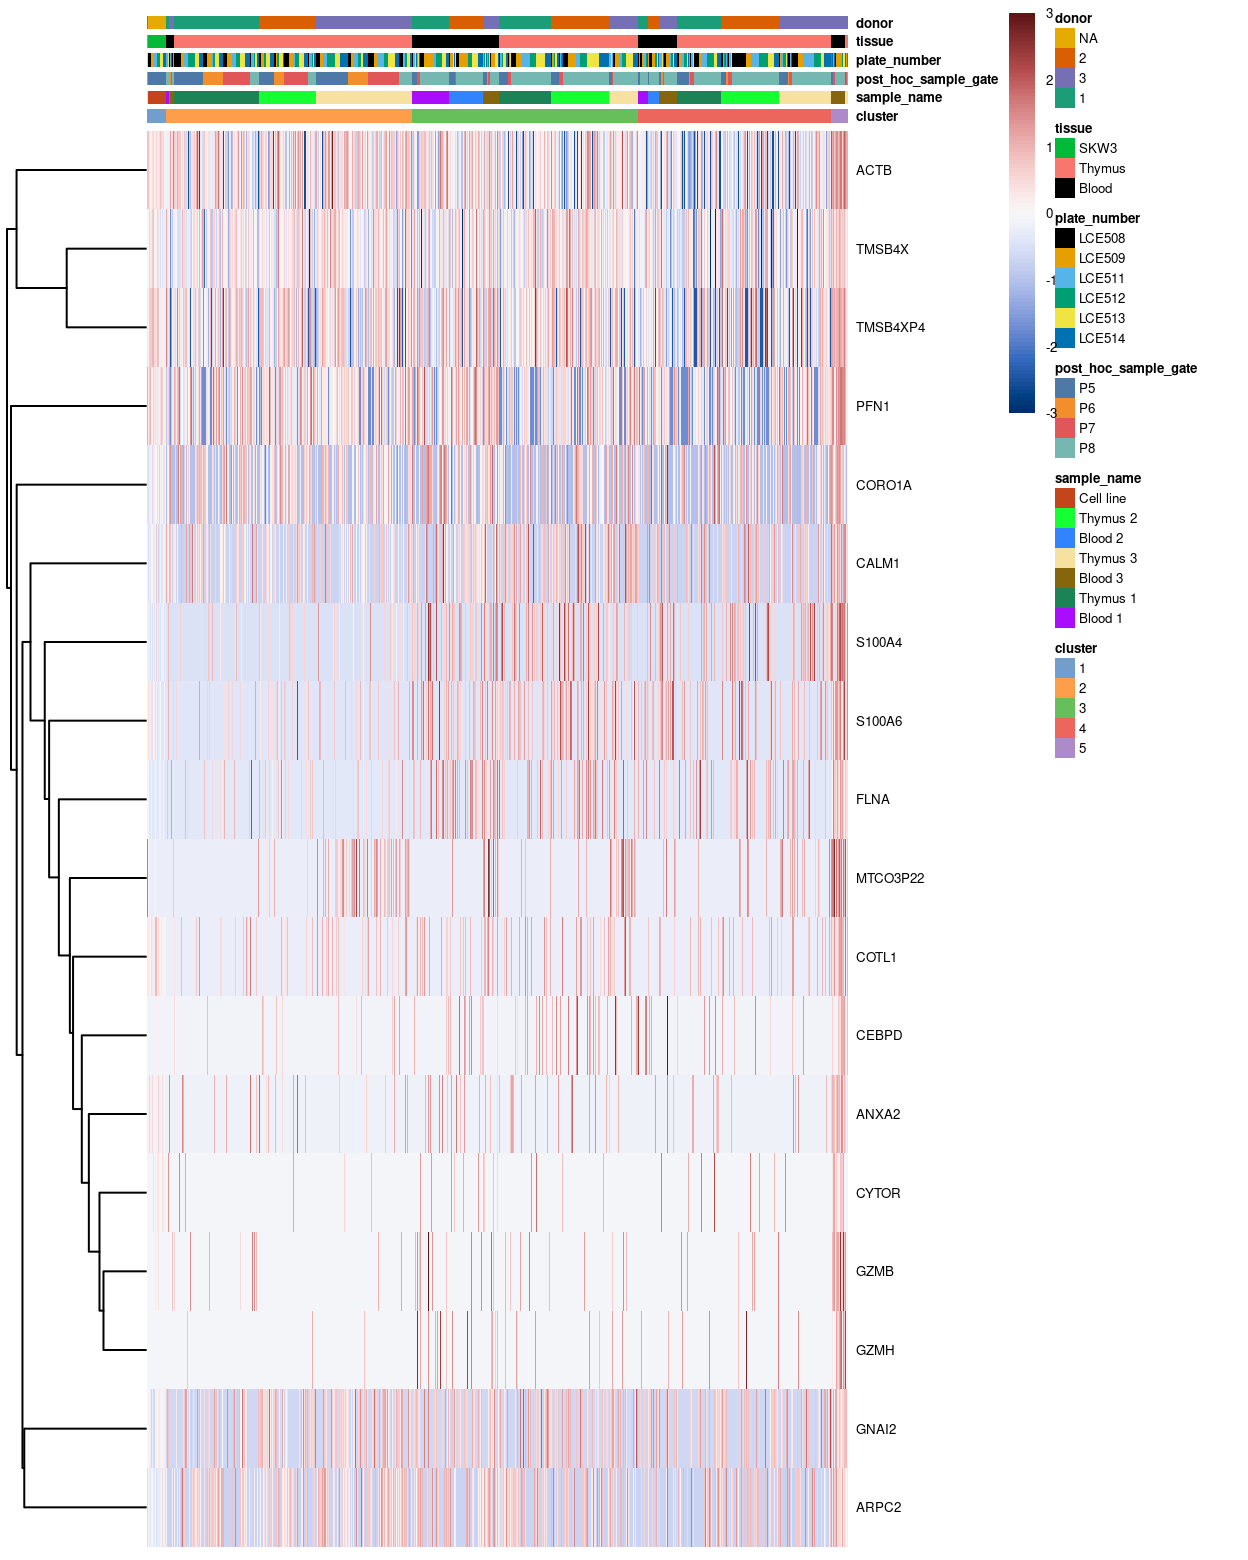 donor
tissue
plate_number
post_hoc_sample_gate
sample_name
cluster
ACTB
TMSB4X
TMSB4XP4
PFN1
CORO1A
CALM1
S100A4
S100A6
FLNA
MTCO3P22
COTL1
CEBPD
ANXA2
CYTOR
GZMB
GZMH
GNAI2
ARPC2
3
2
1
0
-1
-2
-3
donor
NA
2
3
1
tissue
SKW3
Thymus
Blood
plate_number
LCE508
LCE509
LCE511
LCE512
LCE513
LCE514
post_hoc_sample_gate
P5
P6
P7
P8
sample_name
Cell line
Thymus 2
Blood 2
Thymus 3
Blood 3
Thymus 1
Blood 1
cluster
1
2
3
4
5